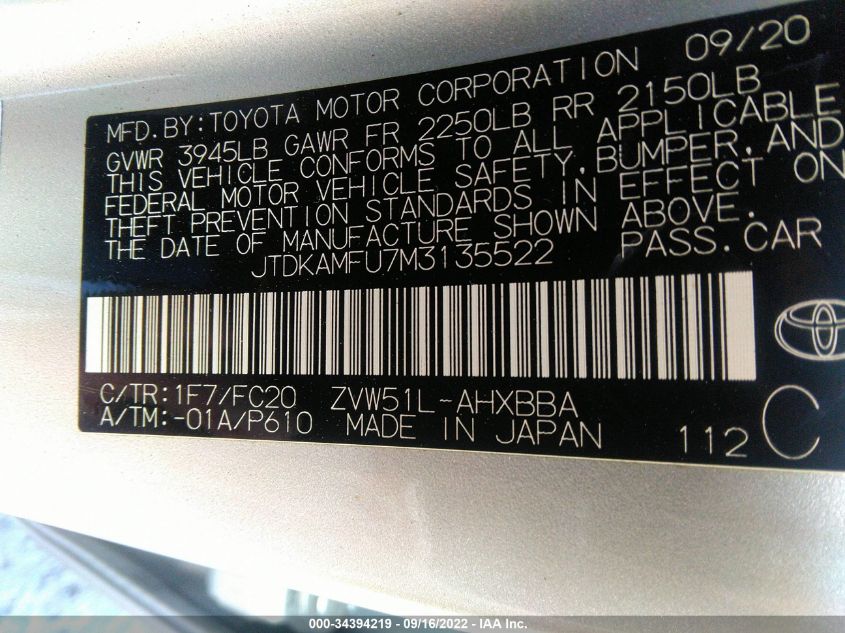 09/20
MFD.BY:TOYOTA MOTOR CORPORATION
GVWR 3945LB GAWR FR 2250LB RR 2150LB
THIS VEHICLE CONFORMS TO ALL APPLICABLE
FEDERAL MOTOR VEHICLE SAFETY,BUMPER,AND
THEFT PREVENTION STANDARDS IN EFFECT ON
THE DATE OF MANUFACTURE SHOWN ABOVE.
JTDKAMFU7M3135522 PASS.CAR
C/TR:1F7/FC20 ZVW51L-AHXBBA
A/TM:-01A/P610 MADE IN JAPAN 112 C
000-34394219 - 09/16/2022 - IAA Inc.